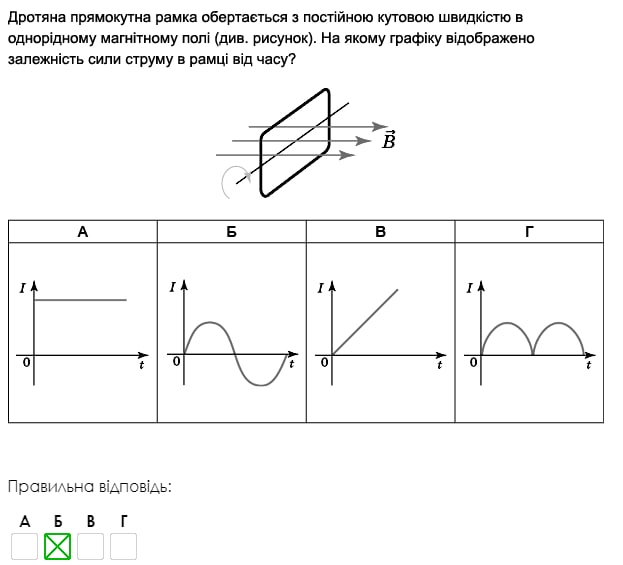 Дротяна прямокутна рамка обертається з постійною кутовою швидкістю в
однорідному магнітному полі (див. рисунок). На якому графіку відображено
залежність сили струму в рамці від часу?
B
А Б В Г
I I I I
0 t 0 t 0 t 0 t
Правильна відповідь:
А Б В Г